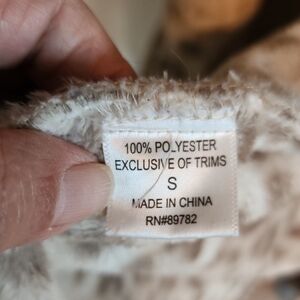 100% POLYESTER
EXCLUSIVE OF TRIMS
S
MADE IN CHINA
RN#89782